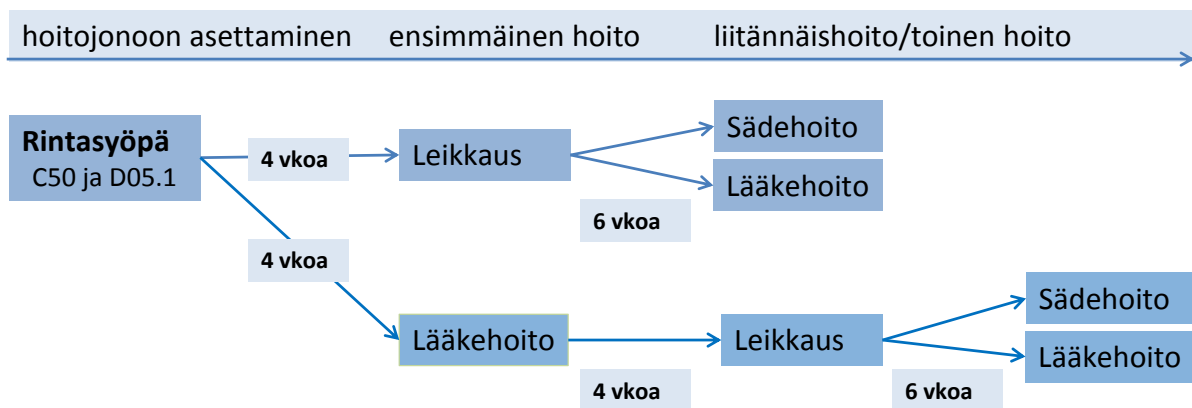 hoitojonoon asettaminen ensimmäinen hoito liitännäishoito/toinen hoito
Rintasyöpä
C50 ja D05.1
4 vkoa
Leikkaus
Sädehoito
Lääkehoito
6 vkoa
4 vkoa
Lääkehoito
Leikkaus
Sädehoito
Lääkehoito
4 vkoa
6 vkoa